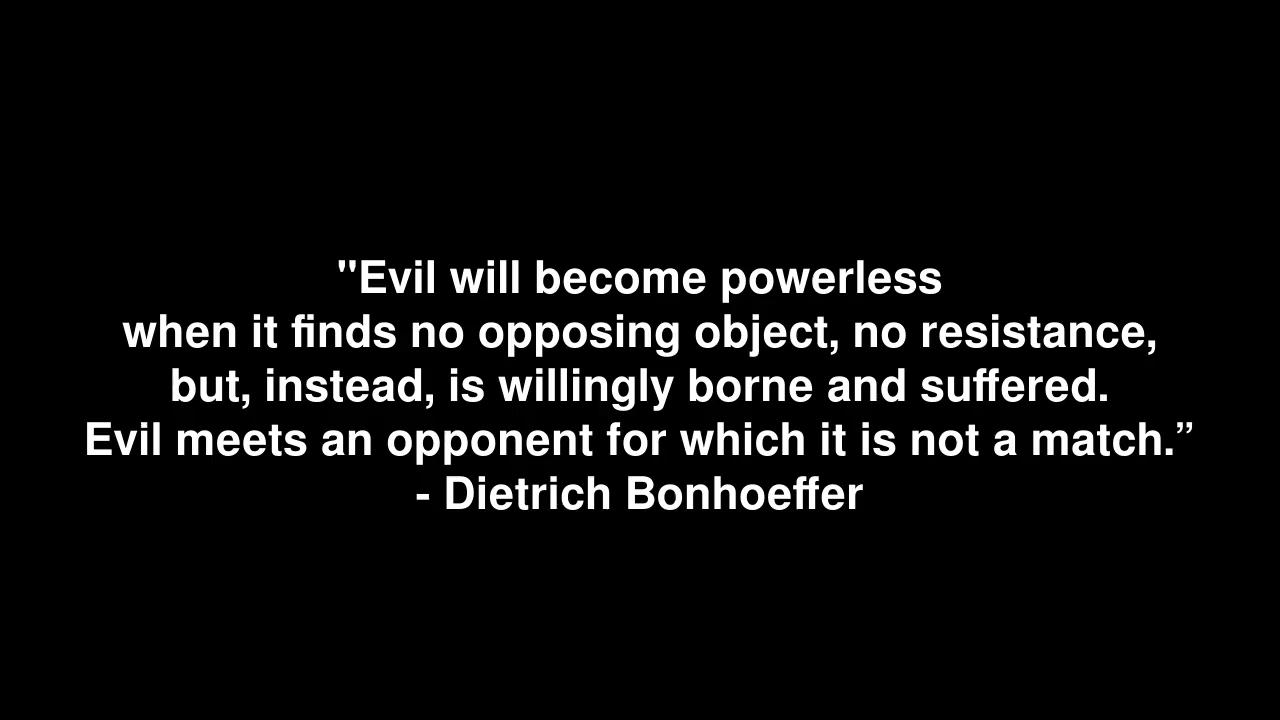 "Evil will become powerless
when it finds no opposing object, no resistance,
but, instead, is willingly borne and suffered.
Evil meets an opponent for which it is not a match.”
- Dietrich Bonhoeffer